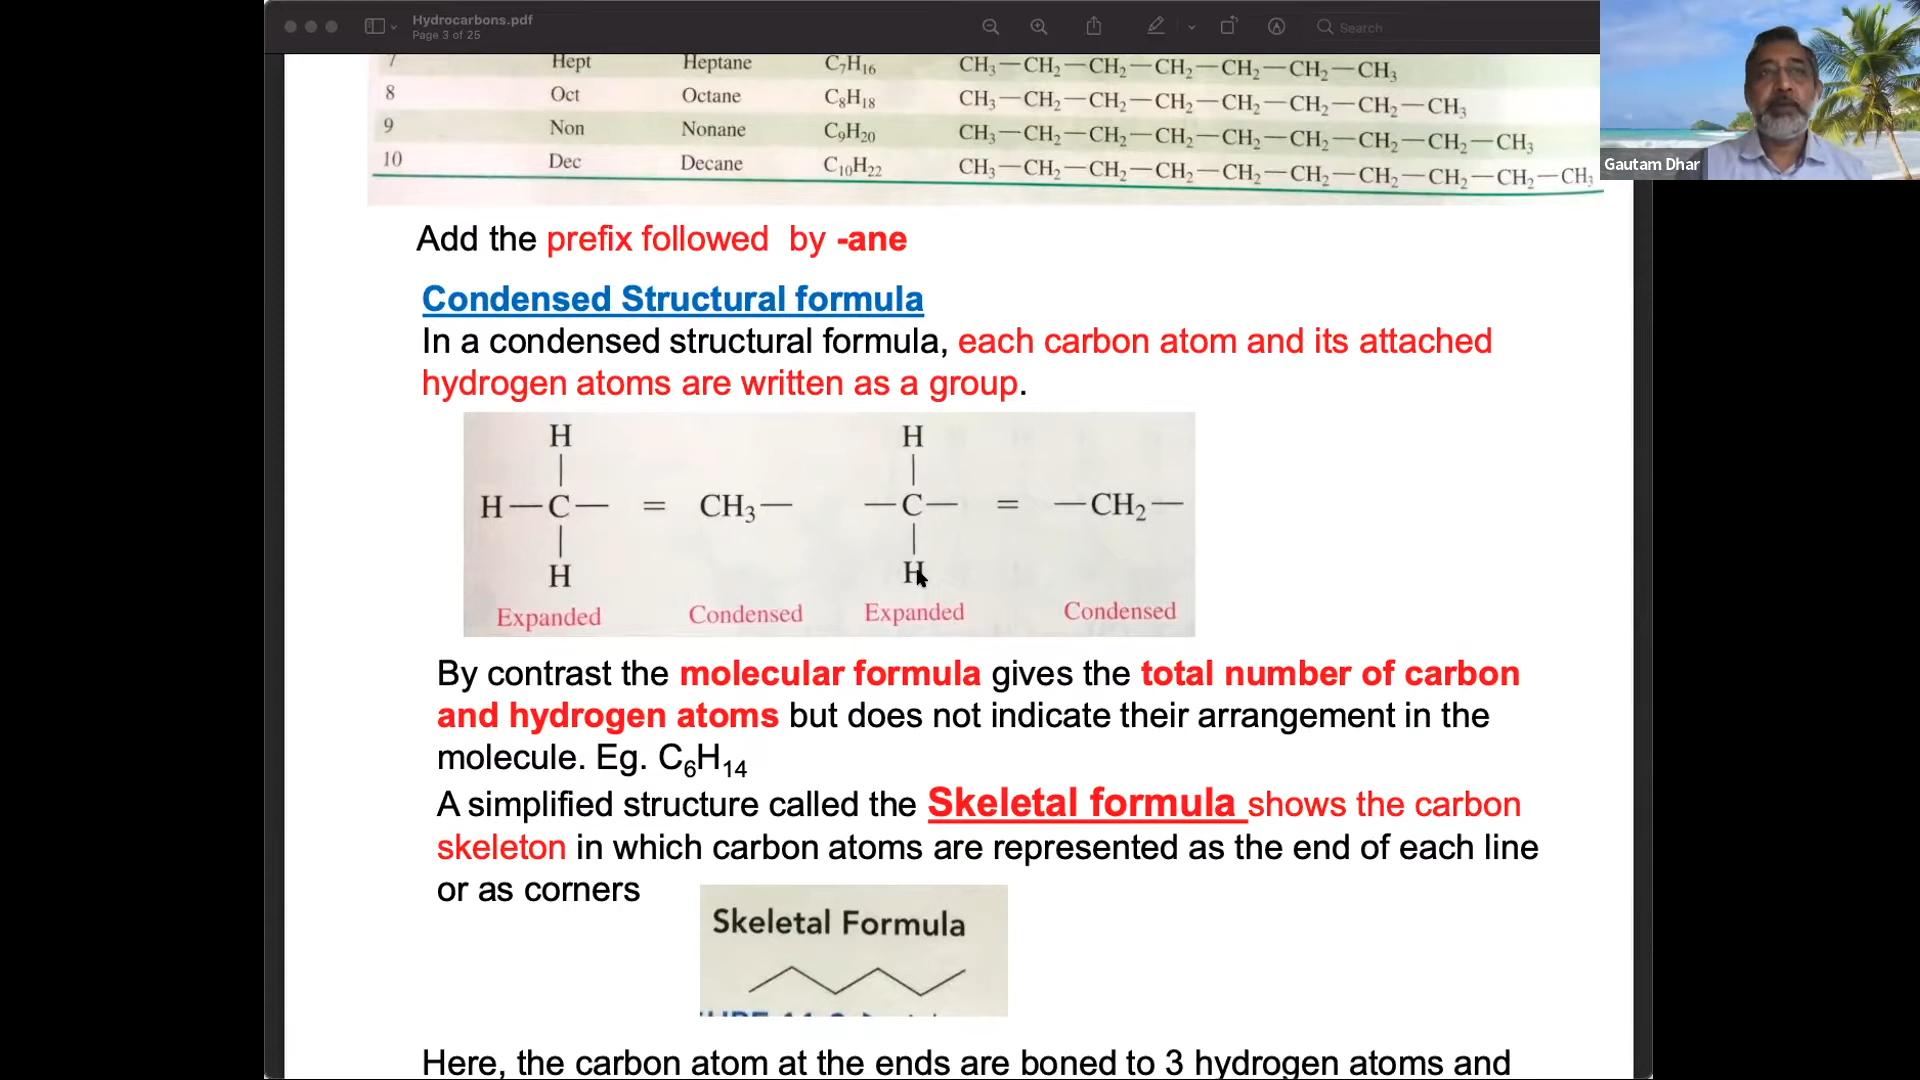 Hydrocarbons.pdf
Page 3 of 25
Search
Gautam Dhar
7 Hept Heptane C₇H₁₆ CH₃—CH₂—CH₂—CH₂—CH₂—CH₂—CH₃
8 Oct Octane C₈H₁₈ CH₃—CH₂—CH₂—CH₂—CH₂—CH₂—CH₂—CH₃
9 Non Nonane C₉H₂₀ CH₃—CH₂—CH₂—CH₂—CH₂—CH₂—CH₂—CH₂—CH₃
10 Dec Decane C₁₀H₂₂ CH₃—CH₂—CH₂—CH₂—CH₂—CH₂—CH₂—CH₂—CH₂—CH₃
Add the prefix followed by -ane
Condensed Structural formula
In a condensed structural formula, each carbon atom and its attached
hydrogen atoms are written as a group.
H H
H—C— = CH₃— —C— = —CH₂—
H H
Expanded Condensed Expanded Condensed
By contrast the molecular formula gives the total number of carbon
and hydrogen atoms but does not indicate their arrangement in the
molecule. Eg. C₆H₁₄
A simplified structure called the Skeletal formula shows the carbon
skeleton in which carbon atoms are represented as the end of each line
or as corners
Skeletal Formula
Here, the carbon atom at the ends are boned to 3 hydrogen atoms and